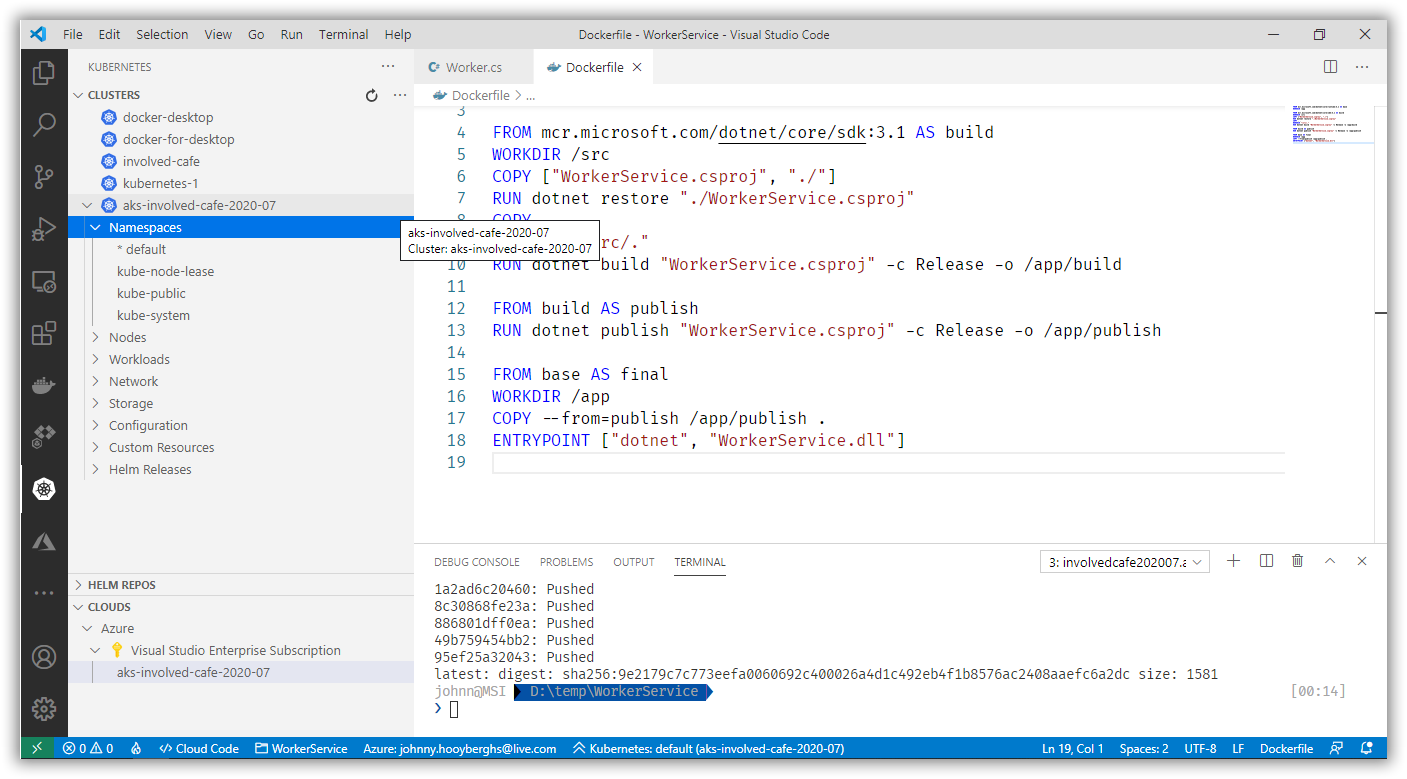 File Edit Selection View Go Run Terminal Help
Dockerfile - WorkerService - Visual Studio Code
KUBERNETES
CLUSTERS
docker-desktop
docker-for-desktop
involved-cafe
kubernetes-1
aks-involved-cafe-2020-07
Namespaces
* default
kube-node-lease
kube-public
kube-system
Nodes
Workloads
Network
Storage
Configuration
Custom Resources
Helm Releases
HELM REPOS
CLOUDS
Azure
Visual Studio Enterprise Subscription
aks-involved-cafe-2020-07
Worker.cs
Dockerfile
Dockerfile > ...
3
4 FROM mcr.microsoft.com/dotnet/core/sdk:3.1 AS build
5 WORKDIR /src
6 COPY ["WorkerService.csproj", "./"]
7 RUN dotnet restore "./WorkerService.csproj"
8 COPY
aks-involved-cafe-2020-07
Cluster: aks-involved-cafe-2020-07
rc/."
10 RUN dotnet build "WorkerService.csproj" -c Release -o /app/build
11
12 FROM build AS publish
13 RUN dotnet publish "WorkerService.csproj" -c Release -o /app/publish
14
15 FROM base AS final
16 WORKDIR /app
17 COPY --from=publish /app/publish .
18 ENTRYPOINT ["dotnet", "WorkerService.dll"]
19
DEBUG CONSOLE PROBLEMS OUTPUT TERMINAL
3: involvedcafe202007.a
1a2ad6c20460: Pushed
8c30868fe23a: Pushed
886801dff0ea: Pushed
49b759454bb2: Pushed
95ef25a32043: Pushed
latest: digest: sha256:9e2179c7c773eefa0060692c400026a4d1c492eb4f1b8576ac2408aaefc6a2dc size: 1581
johnn@MSI D:\temp\WorkerService [00:14]
❯
0 0 Cloud Code WorkerService Azure: johnny.hooyberghs@live.com Kubernetes: default (aks-involved-cafe-2020-07) Ln 19, Col 1 Spaces: 2 UTF-8 LF Dockerfile